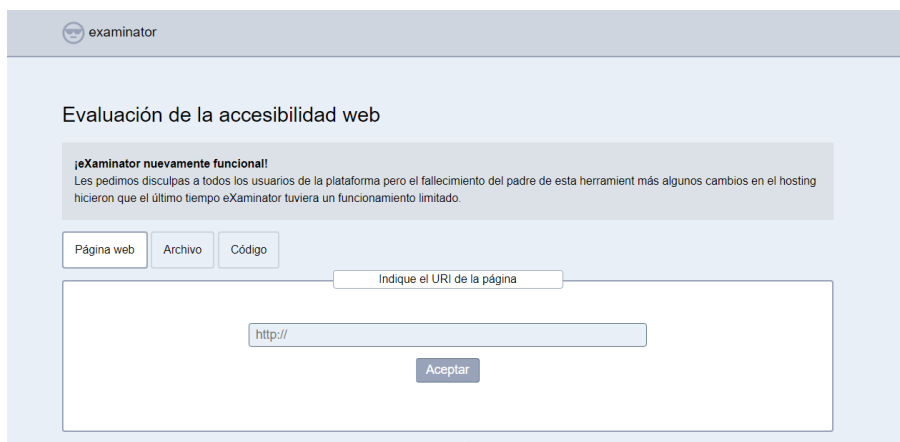 examinator
Evaluación de la accesibilidad web
¡eXaminator nuevamente funcional!
Les pedimos disculpas a todos los usuarios de la plataforma pero el fallecimiento del padre de esta herramient más algunos cambios en el hosting
hicieron que el último tiempo eXaminator tuviera un funcionamiento limitado.
Página web Archivo Código
Indique el URI de la página
http://
Aceptar